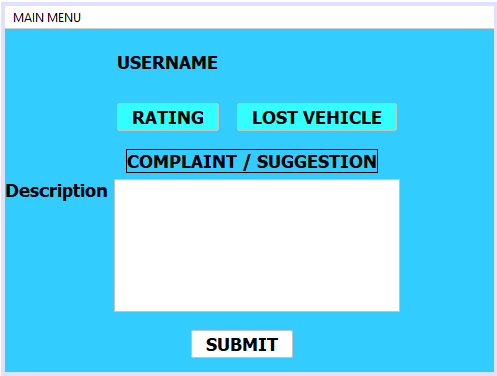 MAIN MENU
USERNAME
RATING LOST VEHICLE
COMPLAINT / SUGGESTION
Description
SUBMIT